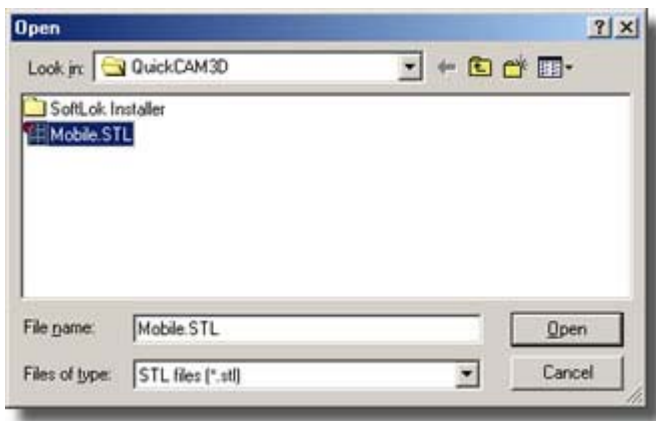 Open
Look in: QuickCAM3D
SoftLok Installer
Mobile.STL
File name: Mobile.STL Open
Files of type: STL files (*.stl) Cancel